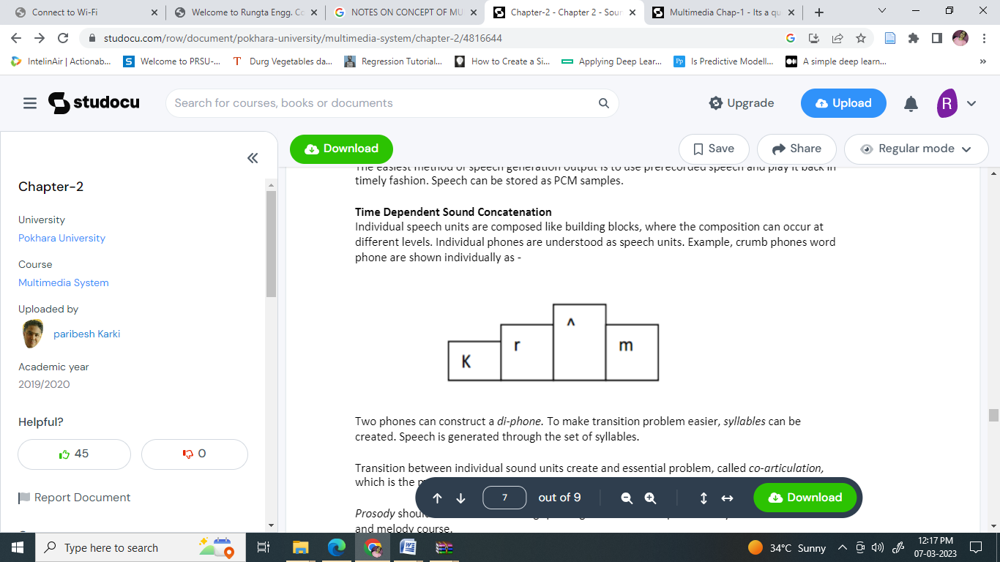 Connect to Wi-Fi
Welcome to Rungta Engg. Co
NOTES ON CONCEPT OF MU
Chapter-2 - Chapter 2 - Sour
Multimedia Chap-1 - Its a qu
studocu.com/row/document/pokhara-university/multimedia-system/chapter-2/4816644
IntelinAir | Actionab...
Welcome to PRSU-...
Durg Vegetables da...
Regression Tutorial...
How to Create a Si...
Applying Deep Lear...
Is Predictive Modell...
A simple deep learn...
»
studocu
Search for courses, books or documents
Upgrade
Upload
R
Download
Save
Share
Regular mode
Chapter-2
University
Pokhara University
Course
Multimedia System
Uploaded by
paribesh Karki
Academic year
2019/2020
Helpful?
45
0
Report Document
The easiest method of speech generation output is to use prerecorded speech and play it back in
timely fashion. Speech can be stored as PCM samples.
Time Dependent Sound Concatenation
Individual speech units are composed like building blocks, where the composition can occur at
different levels. Individual phones are understood as speech units. Example, crumb phones word
phone are shown individually as -
K
r
^
m
Two phones can construct a di-phone. To make transition problem easier, syllables can be
created. Speech is generated through the set of syllables.
Transition between individual sound units create and essential problem, called co-articulation,
which is the
Prosody
and melody course.
7
out of 9
Download
Type here to search
34°C Sunny
12:17 PM
07-03-2023